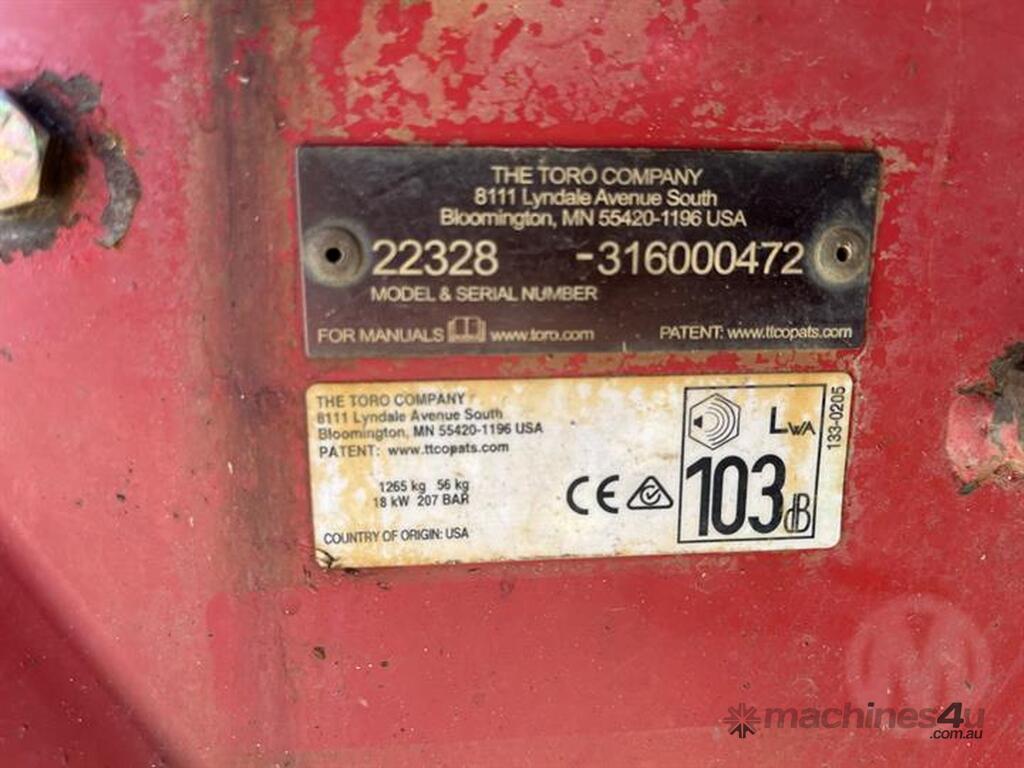 THE TORO COMPANY
8111 Lyndale Avenue South
Bloomington, MN 55420-1196 USA
22328 -316000472
MODEL & SERIAL NUMBER
FOR MANUALS www.toro.com PATENT: www.ttcopats.com
THE TORO COMPANY
8111 Lyndale Avenue South
Bloomington, MN 55420-1196 USA
PATENT: www.ttcopats.com
1265 kg 56 kg
18 kW 207 BAR
COUNTRY OF ORIGIN: USA
CE
LWA
103 dB
133-0205
M
machines4u
.com.au